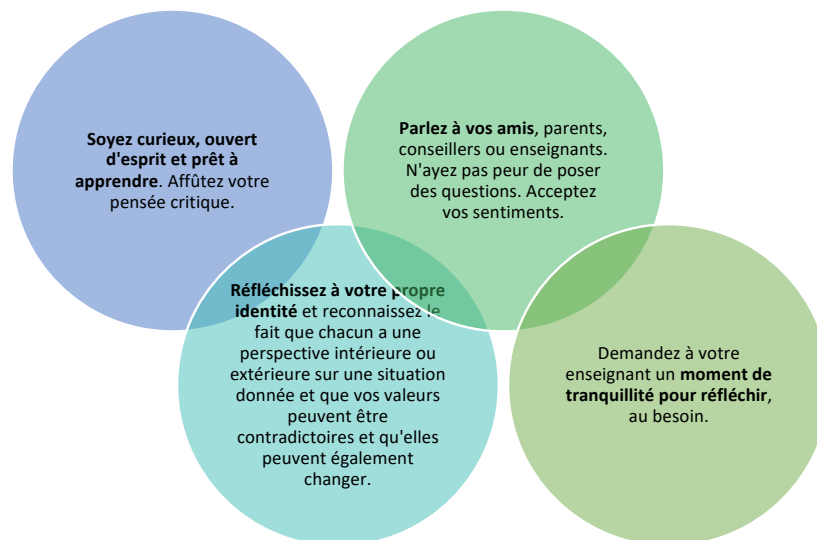 Soyez curieux, ouvert
d'esprit et prêt à
apprendre. Affûtez votre
pensée critique.
Parlez à vos amis, parents,
conseillers ou enseignants.
N'ayez pas peur de poser
des questions. Acceptez
vos sentiments.
Réfléchissez à votre propre
identité et reconnaissez le
fait que chacun a une
perspective intérieure ou
extérieure sur une situation
donnée et que vos valeurs
peuvent être
contradictoires et qu'elles
peuvent également
changer.
Demandez à votre
enseignant un moment de
tranquillité pour réfléchir,
au besoin.